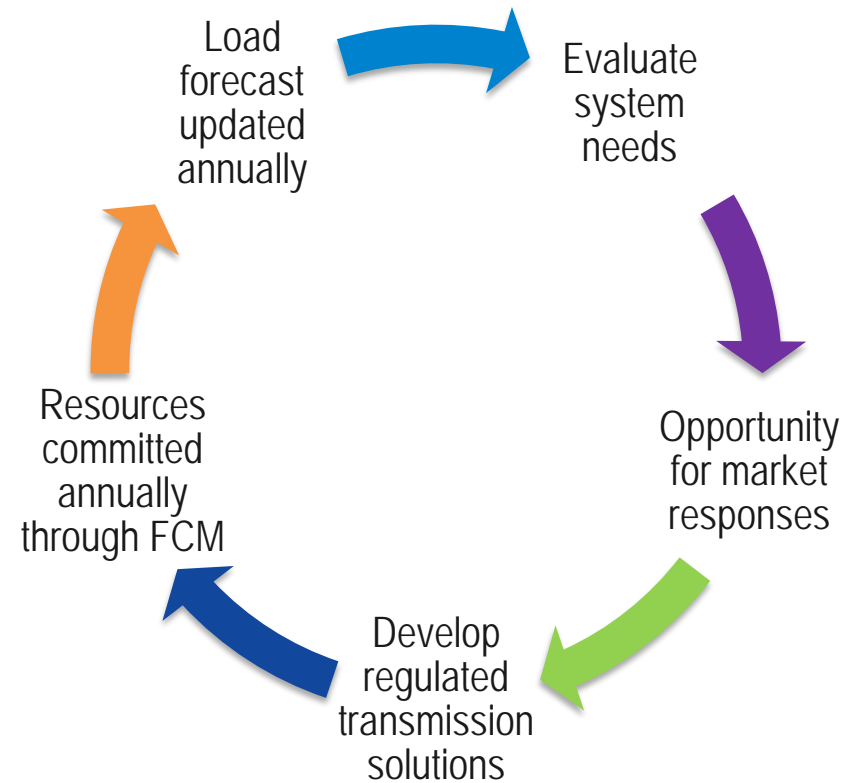 Load
forecast
updated
annually
Evaluate
system
needs
Opportunity
for market
responses
Develop
regulated
transmission
solutions
Resources
committed
annually
through FCM